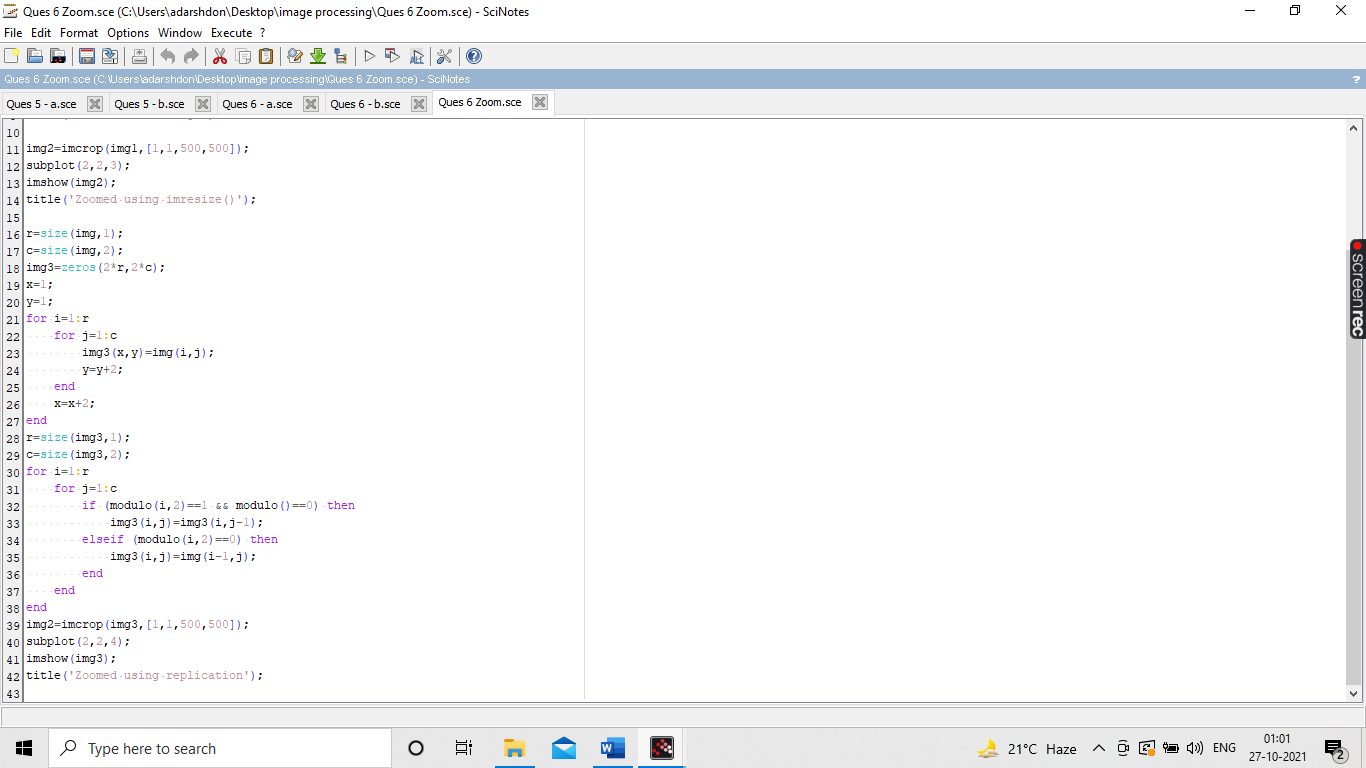 Ques 6 Zoom.sce (C:\Users\adarshdon\Desktop\image processing\Ques 6 Zoom.sce) - SciNotes
File Edit Format Options Window Execute ?
Ques 6 Zoom.sce (C:\Users\adarshdon\Desktop\image processing\Ques 6 Zoom.sce) - SciNotes ?
Ques 5 - a.sce Ques 5 - b.sce Ques 6 - a.sce Ques 6 - b.sce Ques 6 Zoom.sce
10
11 img2=imcrop(img1,[1,1,500,500]);
12 subplot(2,2,3);
13 imshow(img2);
14 title('Zoomed using imresize()');
15
16 r=size(img,1);
17 c=size(img,2);
18 img3=zeros(2*r,2*c);
19 x=1;
20 y=1;
21 for i=1:r
22 for j=1:c
23 img3(x,y)=img(i,j);
24 y=y+2;
25 end
26 x=x+2;
27 end
28 r=size(img3,1);
29 c=size(img3,2);
30 for i=1:r
31 for j=1:c
32 if (modulo(i,2)==1 && modulo()==0) then
33 img3(i,j)=img3(i,j-1);
34 elseif (modulo(i,2)==0) then
35 img3(i,j)=img(i-1,j);
36 end
37 end
38 end
39 img2=imcrop(img3,[1,1,500,500]);
40 subplot(2,2,4);
41 imshow(img3);
42 title('Zoomed using replication');
43
screenrec
Type here to search
21°C Haze
ENG
01:01
27-10-2021
2